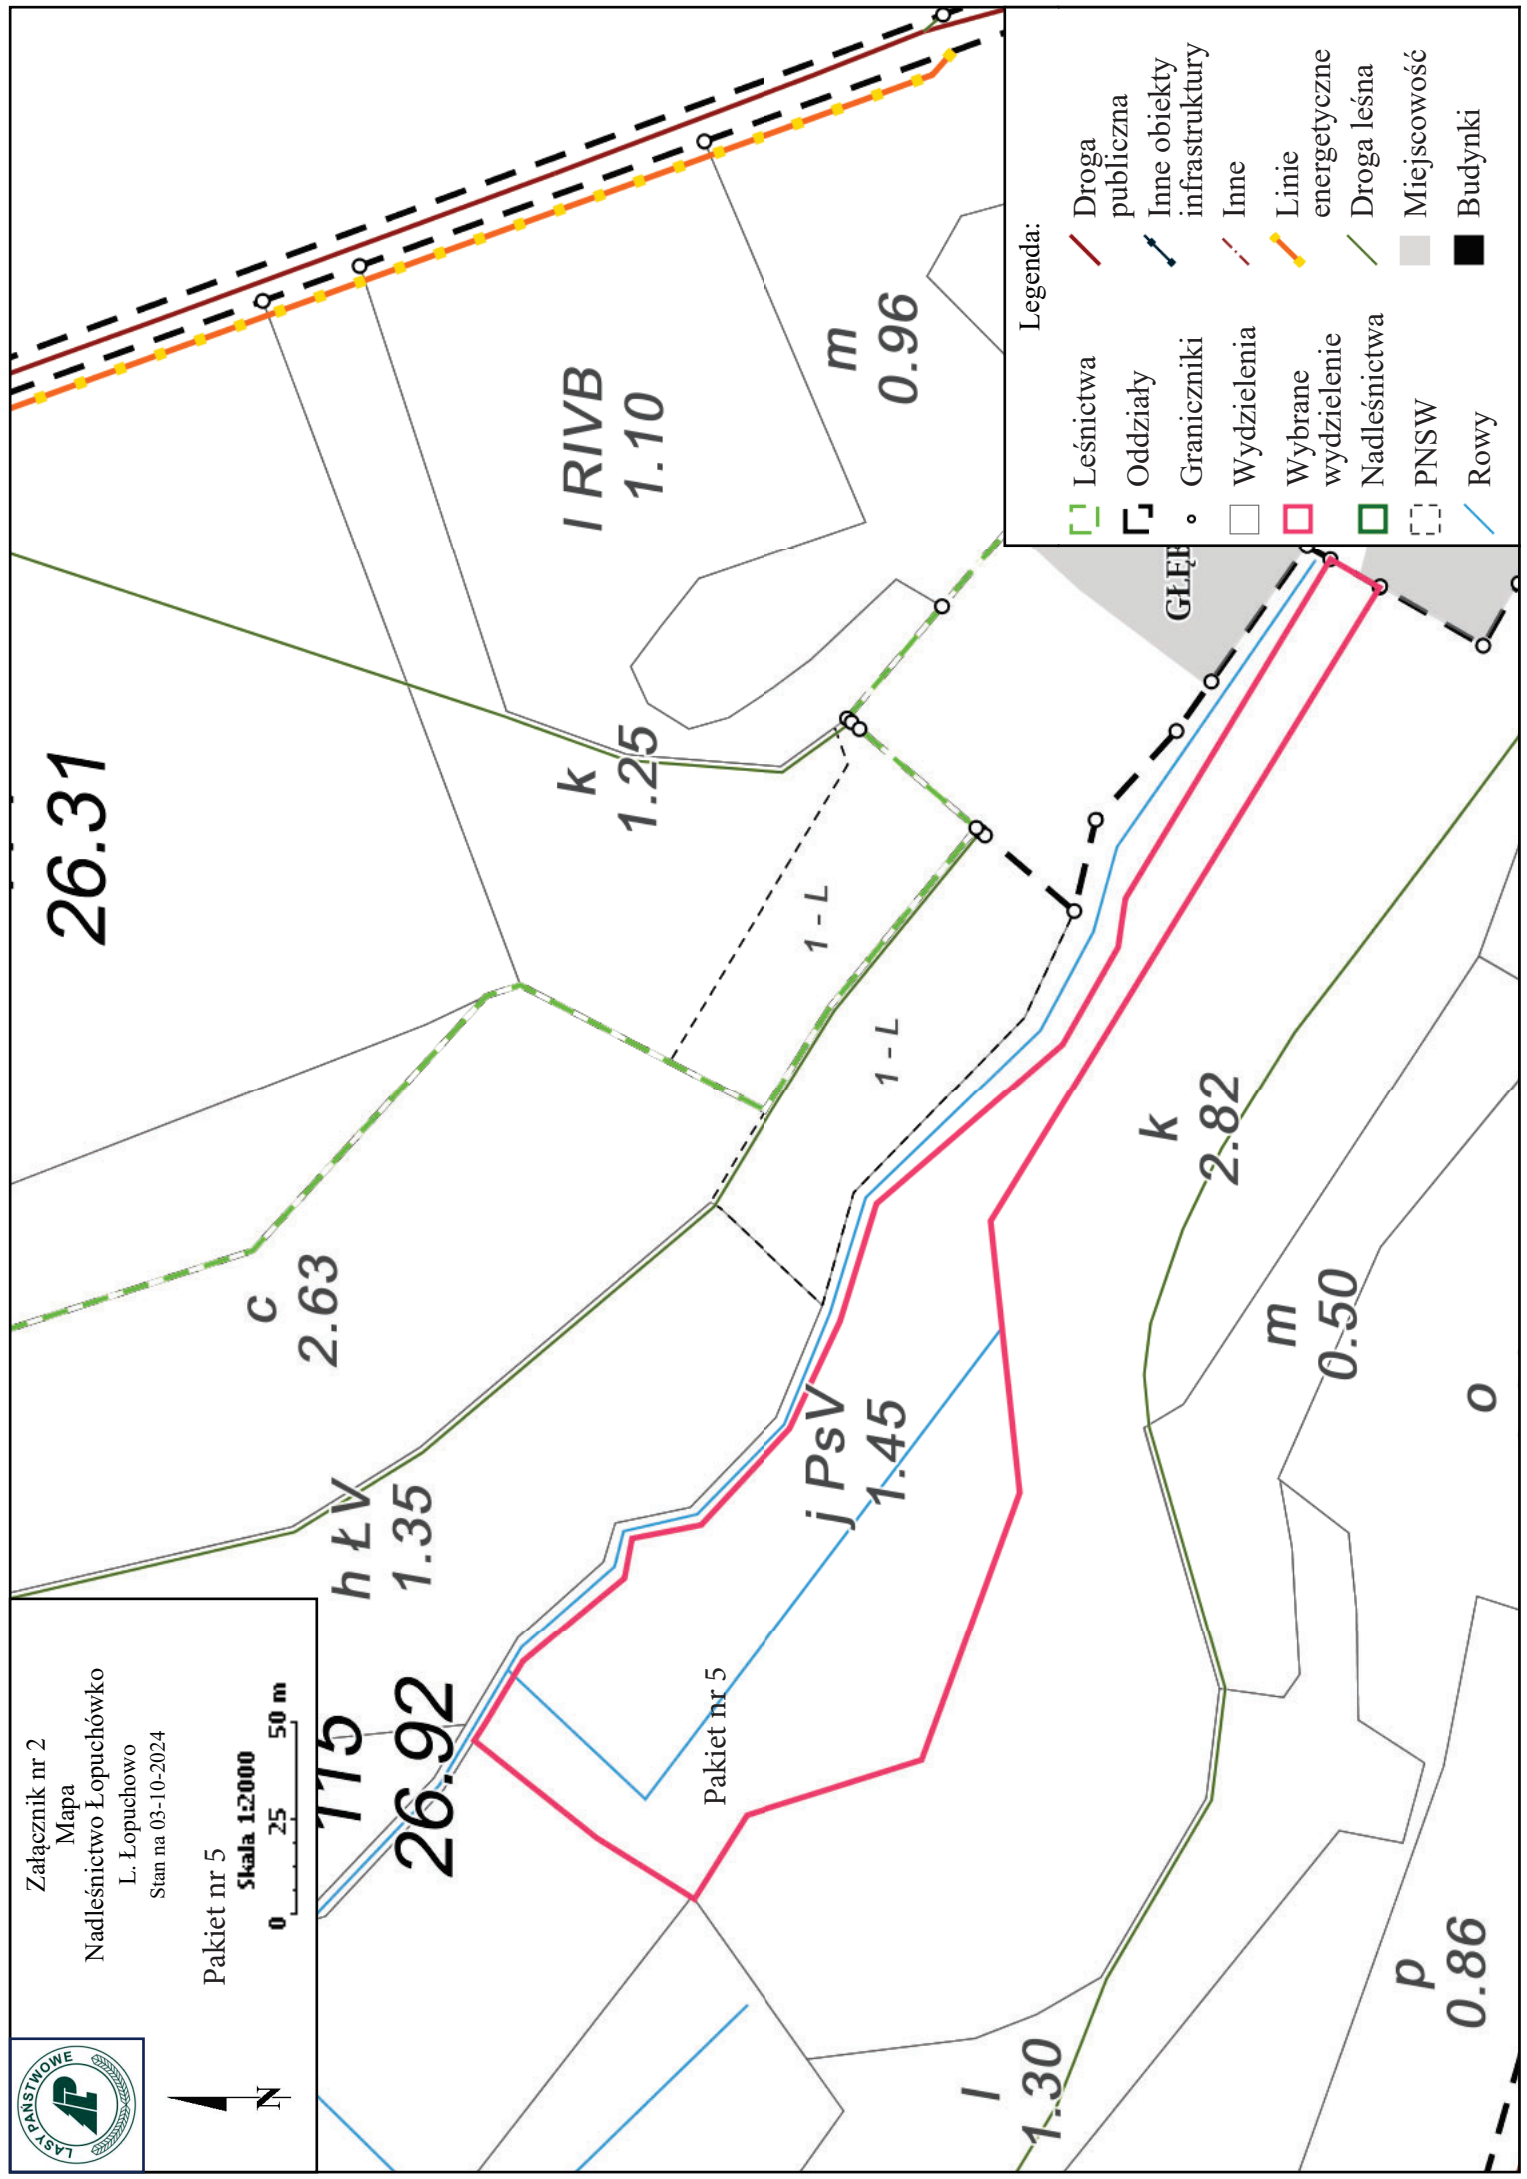 LASY PAŃSTWOWE
Załącznik nr 2
Mapa
Nadleśnictwo Łopuchówko
L. Łopuchowo
Stan na 03-10-2024
Pakiet nr 5
Skala 1:2000
0 25 50 m
N
115
26.92
h ŁV
1.35
c
2.63
26.31
k
1.25
l RIVB
1.10
m
0.96
1 - L
1 - L
j PsV
1.45
Pakiet nr 5
k
2.82
m
0.50
o
l
1.30
p
0.86
GŁĘB
Legenda:
Leśnictwa
Oddziały
Graniczniki
Wydzielenia
Wybrane
wydzielenie
Nadleśnictwa
PNSW
Rowy
Droga
publiczna
Inne obiekty
infrastruktury
Inne
Linie
energetyczne
Droga leśna
Miejscowość
Budynki